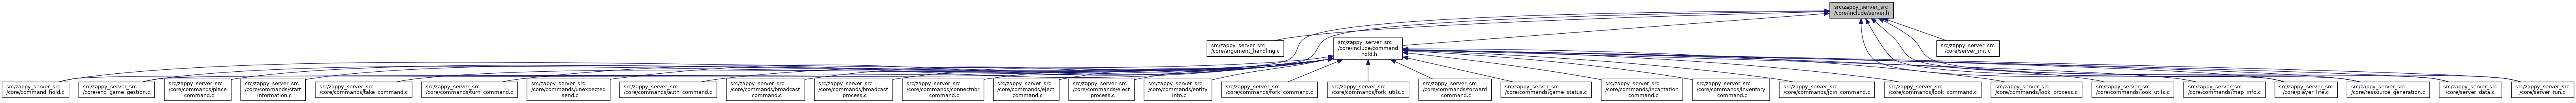 src/zappy_server_src
/core/include/server.h
src/zappy_server_src
/core/argument_handling.c
src/zappy_server_src
/core/include/command
_hold.h
src/zappy_server_src
/core/server_init.c
src/zappy_server_src
/core/command_hold.c
src/zappy_server_src
/core/end_game_gestion.c
src/zappy_server_src
/core/commands/place
_command.c
src/zappy_server_src
/core/commands/start
_information.c
src/zappy_server_src
/core/commands/take_command.c
src/zappy_server_src
/core/commands/turn_command.c
src/zappy_server_src
/core/commands/unexpected
_send.c
src/zappy_server_src
/core/commands/auth_command.c
src/zappy_server_src
/core/commands/broadcast
_command.c
src/zappy_server_src
/core/commands/broadcast
_process.c
src/zappy_server_src
/core/commands/connectnbr
_command.c
src/zappy_server_src
/core/commands/eject
_command.c
src/zappy_server_src
/core/commands/eject
_process.c
src/zappy_server_src
/core/commands/entity
_info.c
src/zappy_server_src
/core/commands/fork_command.c
src/zappy_server_src
/core/commands/fork_utils.c
src/zappy_server_src
/core/commands/forward
_command.c
src/zappy_server_src
/core/commands/game_status.c
src/zappy_server_src
/core/commands/incantation
_command.c
src/zappy_server_src
/core/commands/inventory
_command.c
src/zappy_server_src
/core/commands/join_command.c
src/zappy_server_src
/core/commands/look_command.c
src/zappy_server_src
/core/commands/look_process.c
src/zappy_server_src
/core/commands/look_utils.c
src/zappy_server_src
/core/commands/map_info.c
src/zappy_server_src
/core/player_life.c
src/zappy_server_src
/core/ressource_generation.c
src/zappy_server_src
/core/server_data.c
src/zappy_server_src
/core/server_run.c